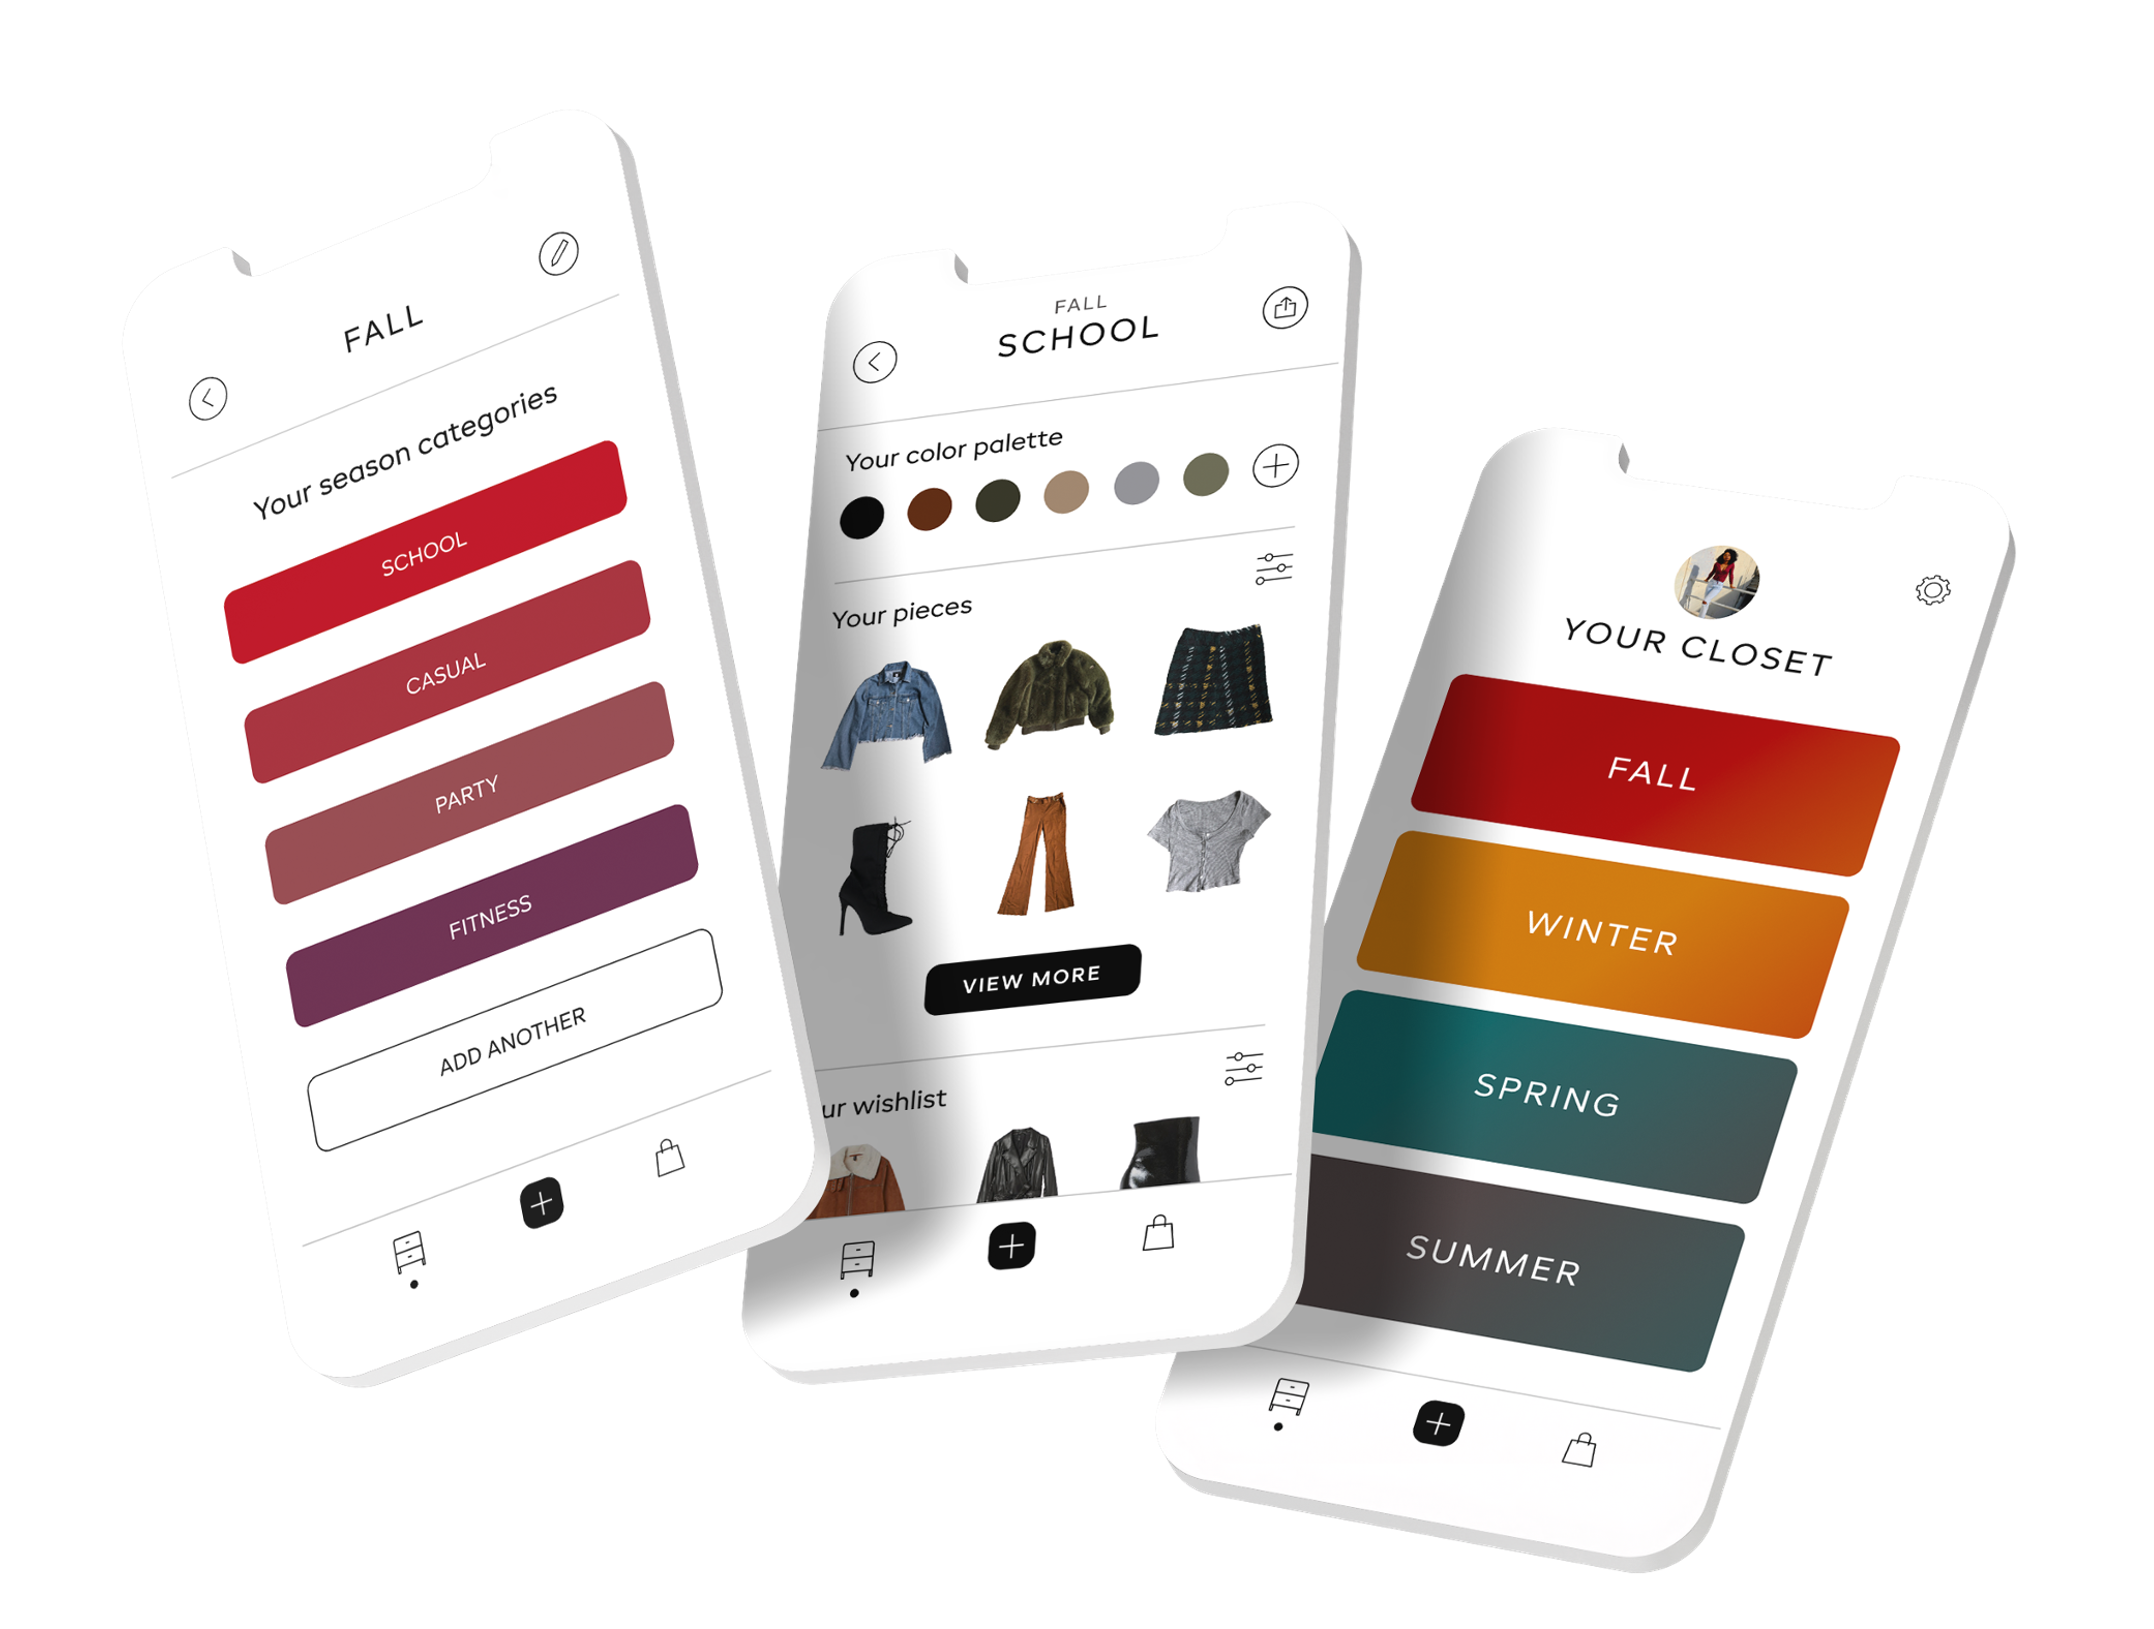 FALL
Your season categories
SCHOOL
CASUAL
PARTY
FITNESS
ADD ANOTHER
FALL
SCHOOL
Your color palette
Your pieces
VIEW MORE
ur wishlist
YOUR CLOSET
FALL
WINTER
SPRING
SUMMER